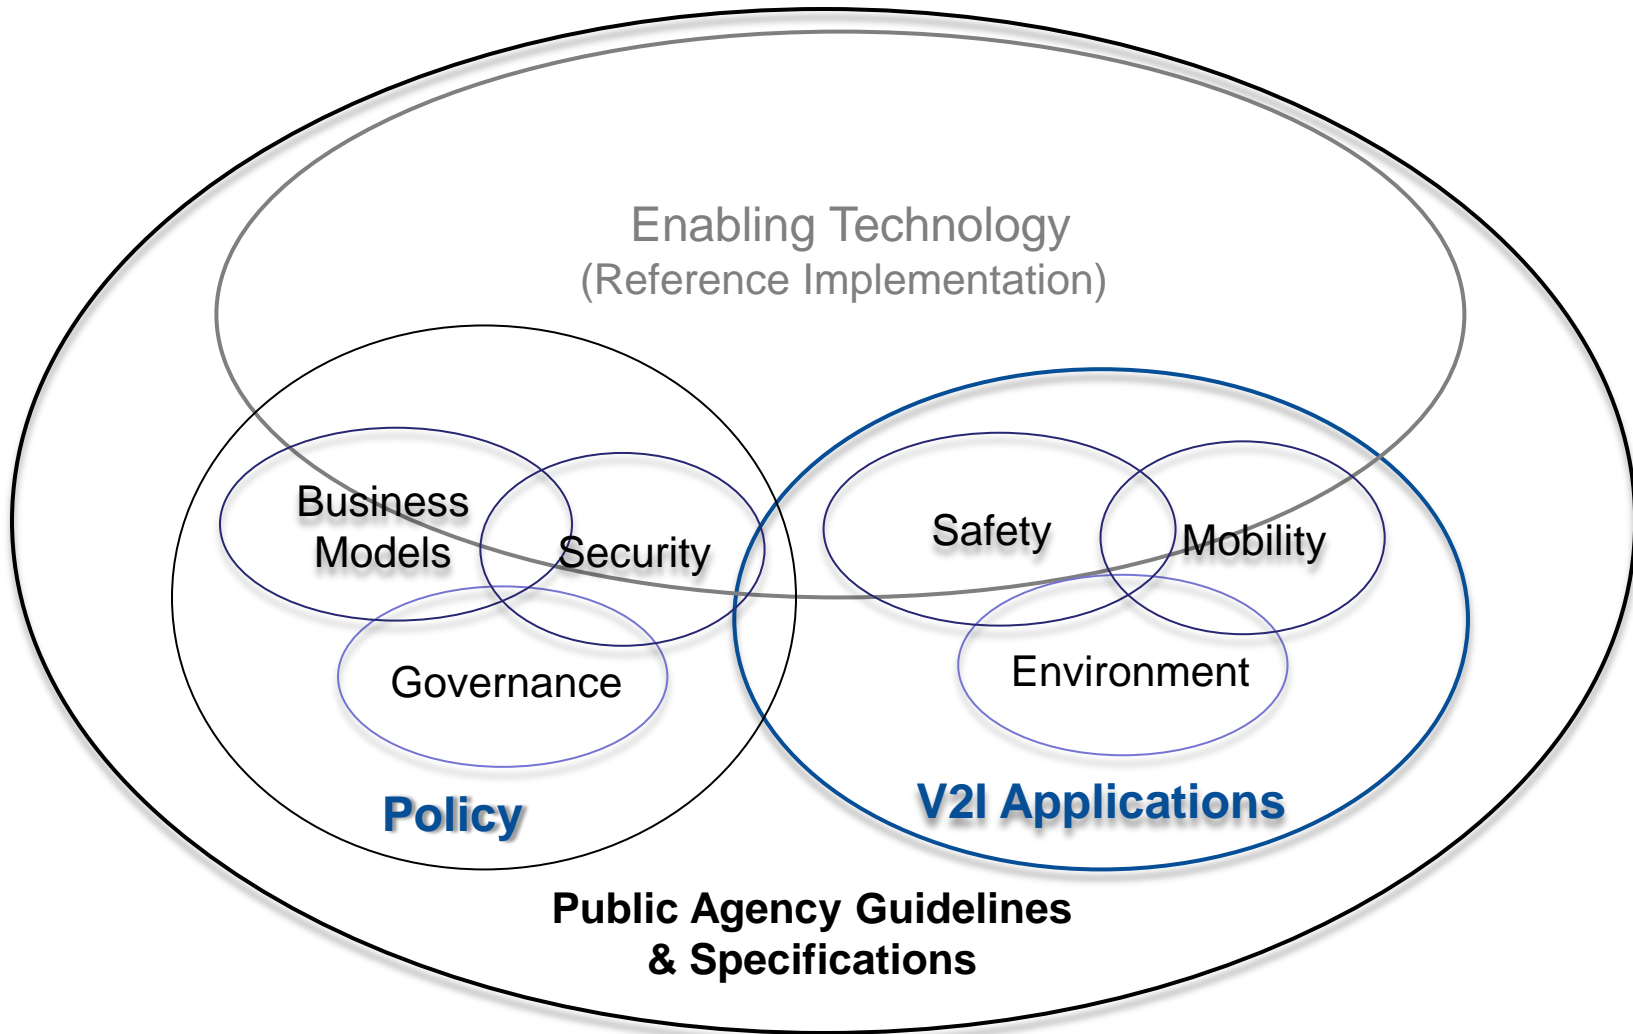 Enabling Technology
(Reference Implementation)
Business
Models
Security
Governance
Policy
Safety
Mobility
Environment
V2I Applications
Public Agency Guidelines
& Specifications